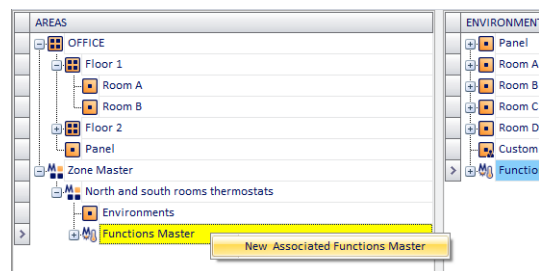 AREAS
OFFICE
Floor 1
Room A
Room B
Floor 2
Panel
Zone Master
North and south rooms thermostats
Environments
Functions Master
New Associated Functions Master
ENVIRONMENT
Panel
Room A
Room B
Room C
Room D
Custom
Functio